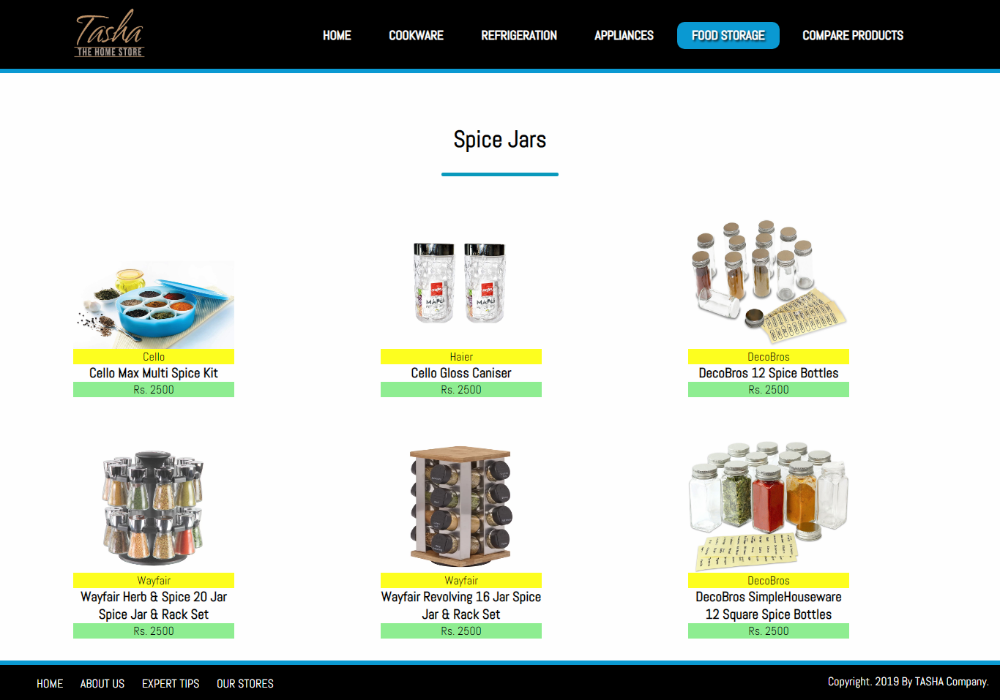 Tasha
THE HOME STORE
HOME COOKWARE REFRIGERATION APPLIANCES FOOD STORAGE COMPARE PRODUCTS
Spice Jars
MAPLE MAPLE
Cello Haier DecoBros
Cello Max Multi Spice Kit Cello Gloss Caniser DecoBros 12 Spice Bottles
Rs. 2500 Rs. 2500 Rs. 2500
Wayfair Wayfair DecoBros
Wayfair Herb & Spice 20 Jar Wayfair Revolving 16 Jar Spice DecoBros SimpleHouseware
Spice Jar & Rack Set Jar & Rack Set 12 Square Spice Bottles
Rs. 2500 Rs. 2500 Rs. 2500
HOME ABOUT US EXPERT TIPS OUR STORES Copyright. 2019 By TASHA Company.